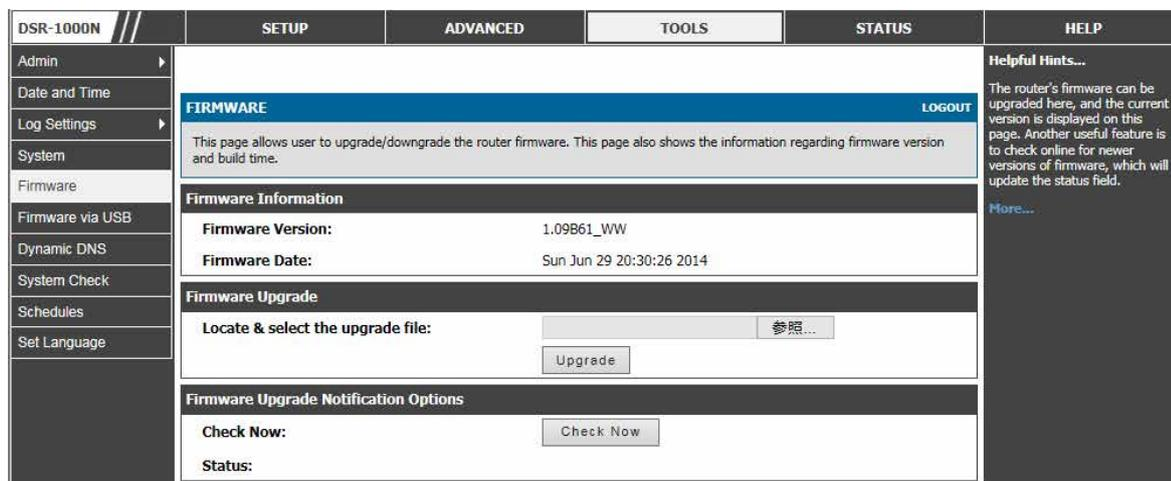 DSR-1000N
SETUP
ADVANCED
TOOLS
STATUS
HELP
Admin
Date and Time
Log Settings
System
Firmware
Firmware via USB
Dynamic DNS
System Check
Schedules
Set Language
FIRMWARE
LOGOUT
This page allows user to upgrade/downgrade the router firmware. This page also shows the information regarding firmware version
and build time.
Firmware Information
Firmware Version: 1.09B61_WW
Firmware Date: Sun Jun 29 20:30:26 2014
Firmware Upgrade
Locate & select the upgrade file: 参照...
Upgrade
Firmware Upgrade Notification Options
Check Now: Check Now
Status:
Helpful Hints...
The router's firmware can be
upgraded here, and the current
version is displayed on this
page. Another useful feature is
to check online for newer
versions of firmware, which will
update the status field.
More...